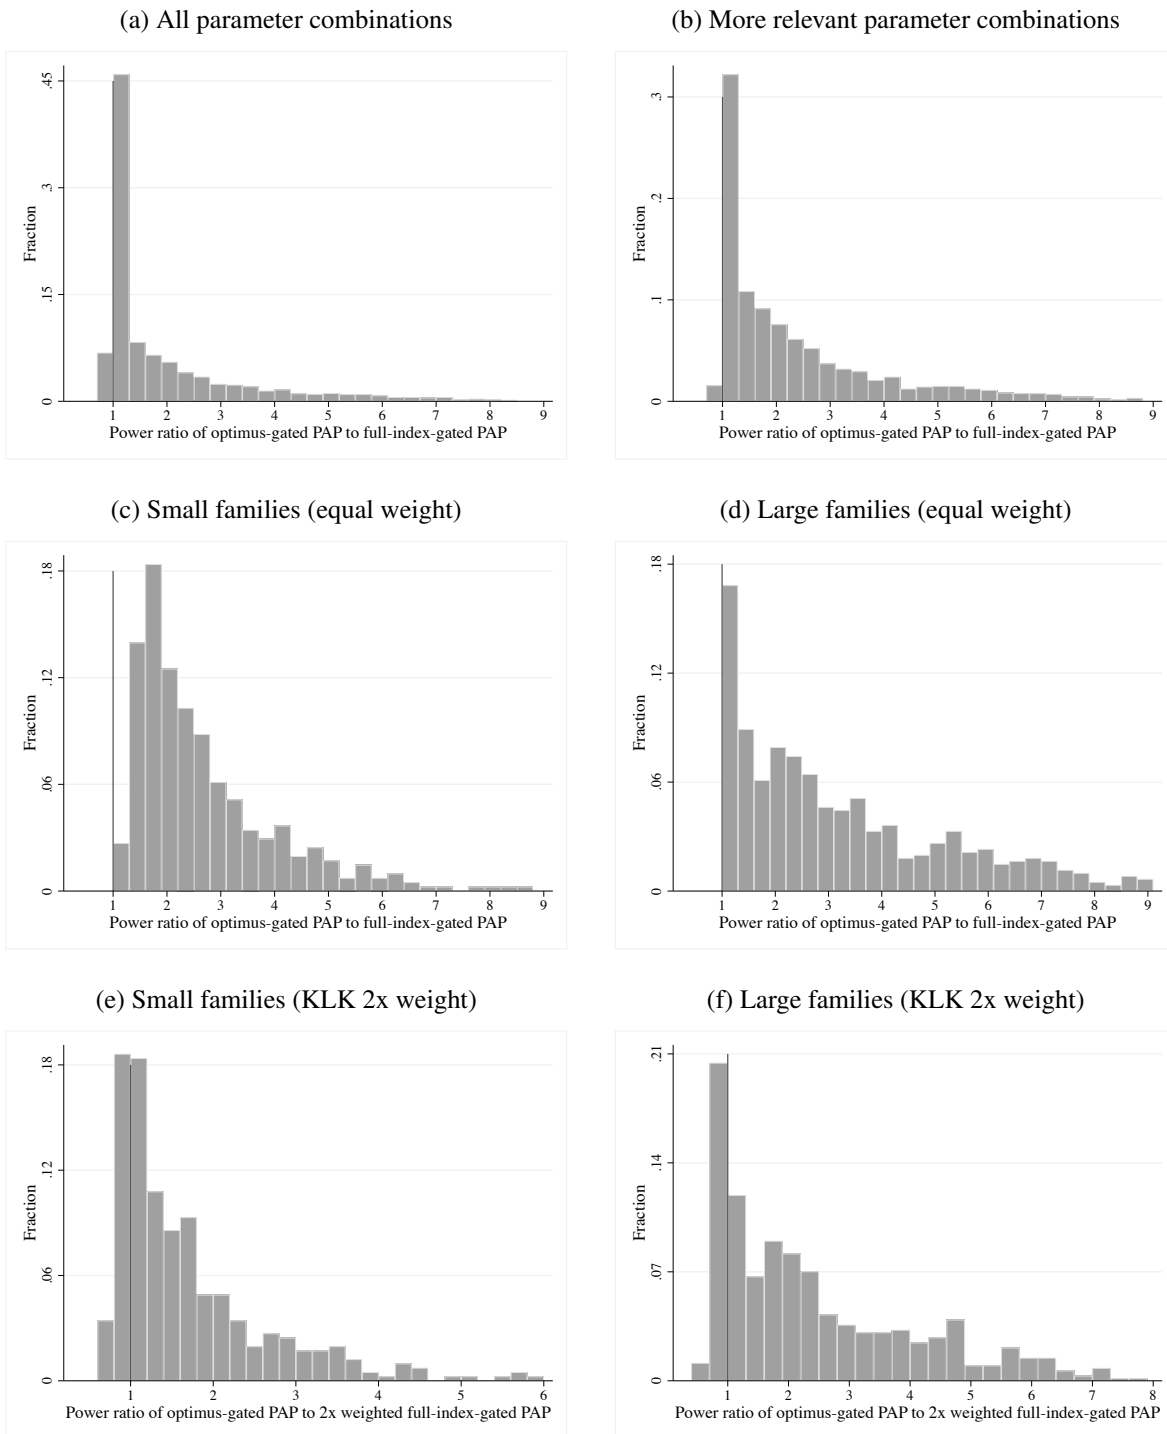 (a) All parameter combinations
(b) More relevant parameter combinations
.45
.3
.15
0
Fraction
1 2 3 4 5 6 7 8 9
Power ratio of optimus-gated PAP to full-index-gated PAP
.3
.2
.1
0
Fraction
1 2 3 4 5 6 7 8 9
Power ratio of optimus-gated PAP to full-index-gated PAP
(c) Small families (equal weight)
(d) Large families (equal weight)
.18
.12
.06
0
Fraction
1 2 3 4 5 6 7 8 9
Power ratio of optimus-gated PAP to full-index-gated PAP
.18
.12
.06
0
Fraction
1 2 3 4 5 6 7 8 9
Power ratio of optimus-gated PAP to full-index-gated PAP
(e) Small families (KLK 2x weight)
(f) Large families (KLK 2x weight)
.18
.12
.06
0
Fraction
1 2 3 4 5 6
Power ratio of optimus-gated PAP to 2x weighted full-index-gated PAP
.21
.14
.07
0
Fraction
1 2 3 4 5 6 7 8
Power ratio of optimus-gated PAP to 2x weighted full-index-gated PAP